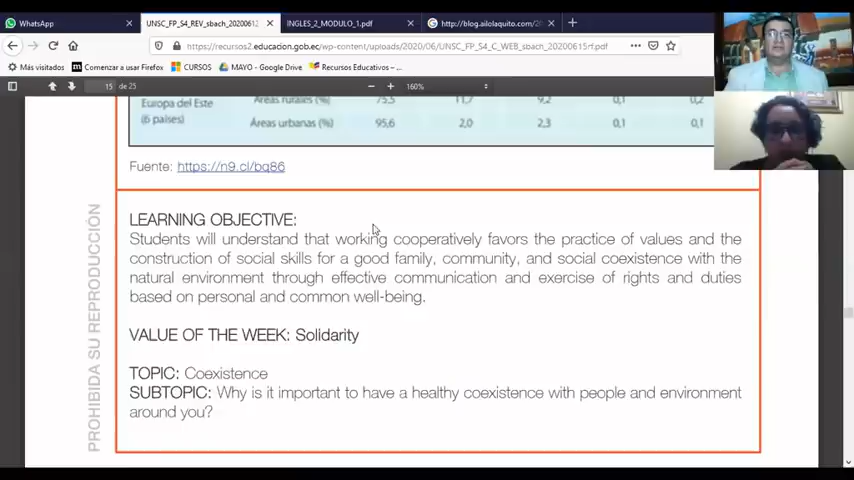 WhatsApp
UNSC_FP_S4_REV_sbach_2020061
INGLES_2_MODULO_1.pdf
http://blog.ailolaquito.com/2
https://recursos2.educacion.gob.ec/wp-content/uploads/2020/06/UNSC_FP_S4_C_WEB_sbach_20200615rf.pdf
Más visitados
Comenzar a usar Firefox
CURSOS
MAYO - Google Drive
Recursos Educativos – ...
15 de 25
160%
Europa del Este
(6 países)
Áreas rurales (%) 75,5 11,7 9,2 0,1 0,2
Áreas urbanas (%) 95,6 2,0 2,3 0,1 0,1
Fuente: https://n9.cl/bq86
PROHIBIDA SU REPRODUCCIÓN
LEARNING OBJECTIVE:
Students will understand that working cooperatively favors the practice of values and the
construction of social skills for a good family, community, and social coexistence with the
natural environment through effective communication and exercise of rights and duties
based on personal and common well-being.
VALUE OF THE WEEK: Solidarity
TOPIC: Coexistence
SUBTOPIC: Why is it important to have a healthy coexistence with people and environment
around you?